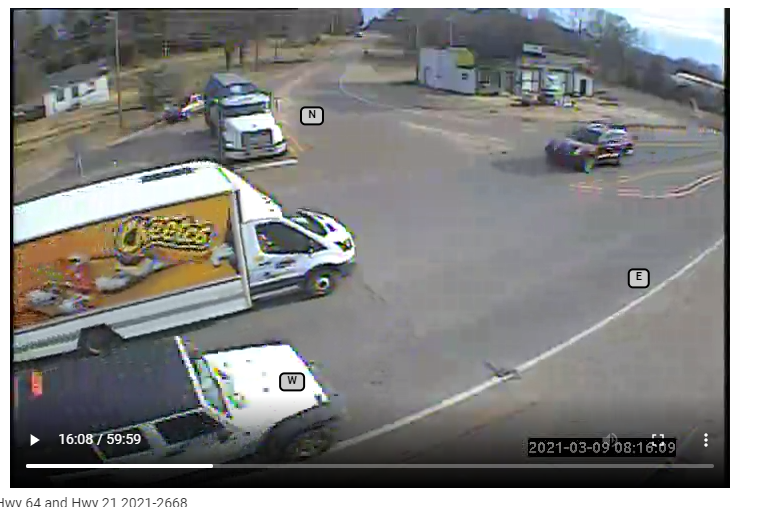 N
Cheetos
E
W
16:08 / 59:59
2021-03-09 08:16:09
Hwy 64 and Hwy 21 2021-2668